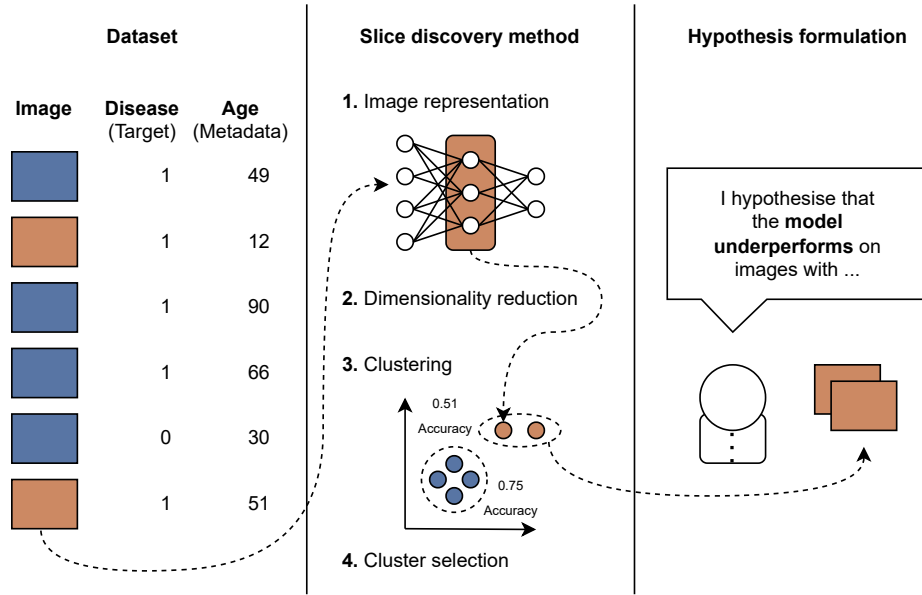 Dataset
Slice discovery method
Hypothesis formulation
Image
Disease
(Target)
Age
(Metadata)
1
49
1
12
1
90
1
66
0
30
1
51
1. Image representation
2. Dimensionality reduction
3. Clustering
0.51
Accuracy
0.75
Accuracy
4. Cluster selection
I hypothesise that
the model
underperforms on
images with ...